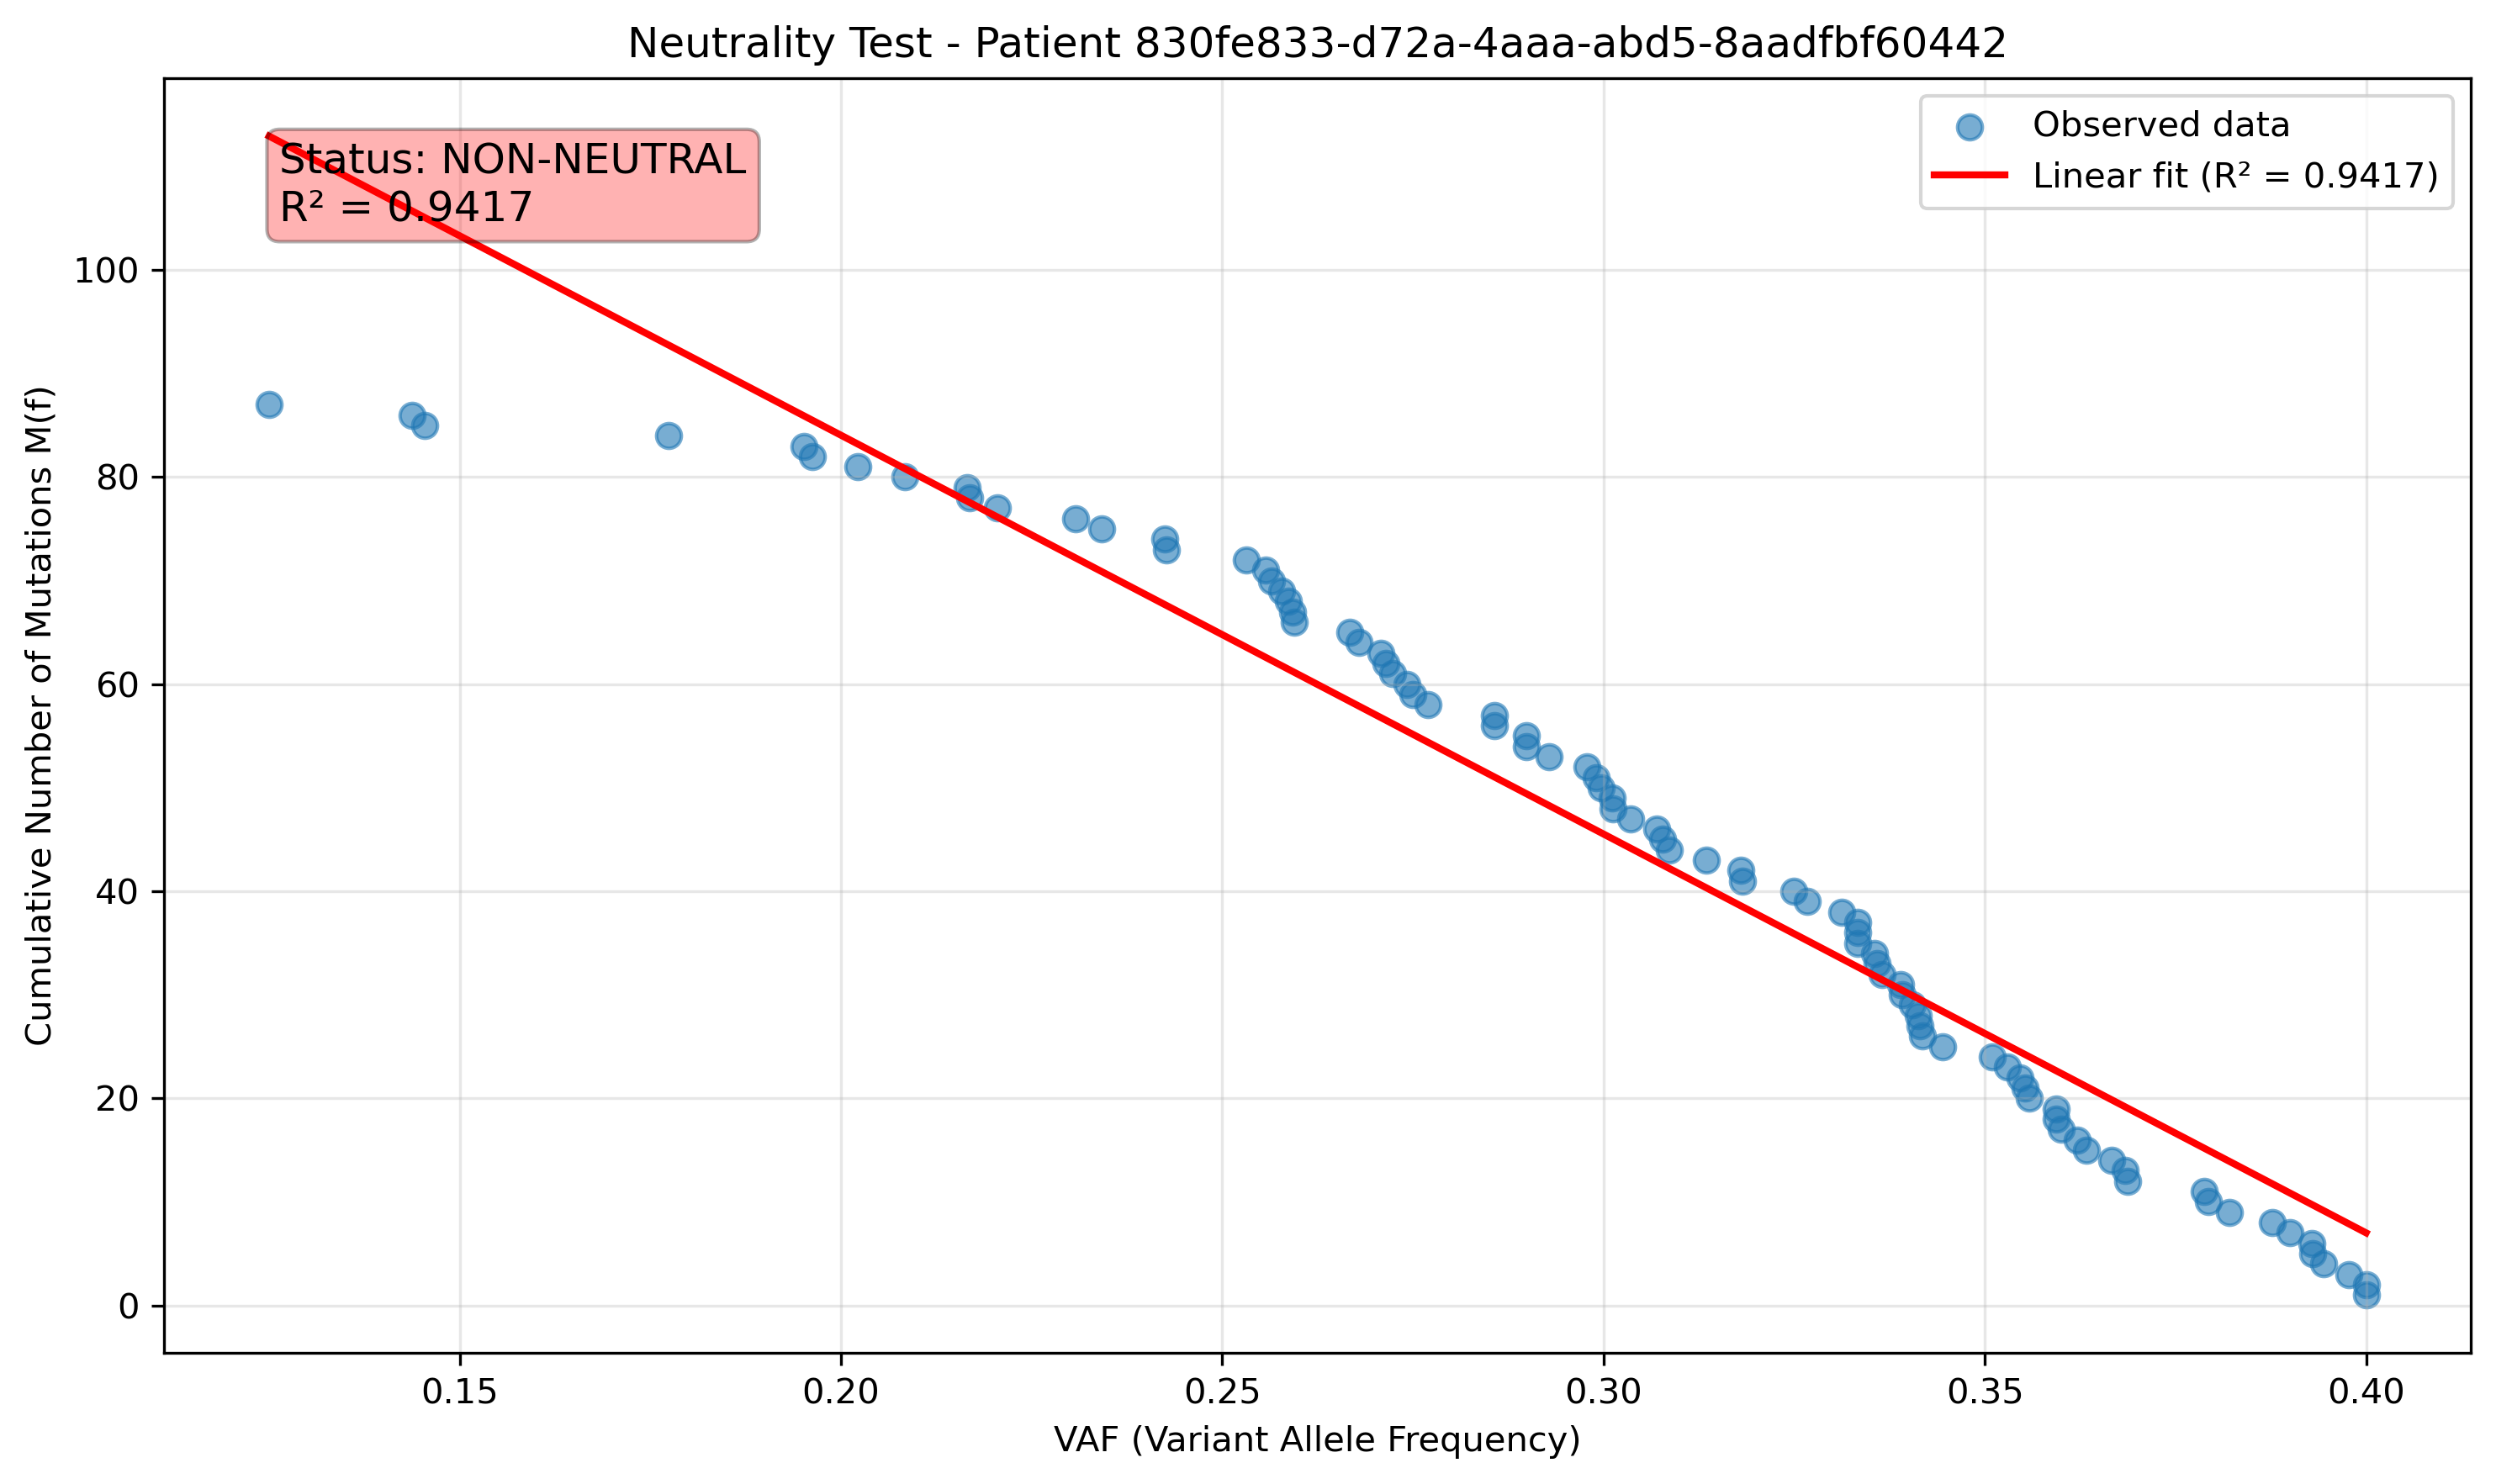 Neutrality Test - Patient 830fe833-d72a-4aaa-abd5-8aadfbf60442
Status: NON-NEUTRAL
R² = 0.9417
Observed data
Linear fit (R² = 0.9417)
Cumulative Number of Mutations M(f)
100
80
60
40
20
0
0.15
0.20
0.25
0.30
0.35
0.40
VAF (Variant Allele Frequency)